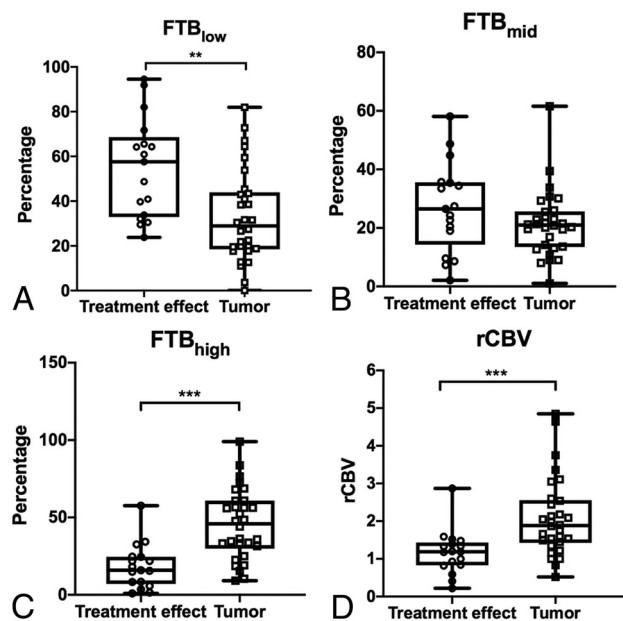 FTBlow
**
100
80
60
40
20
0
Percentage
Treatment effect
Tumor
A
FTBmid
80
60
40
20
0
Percentage
Treatment effect
Tumor
B
FTBhigh
***
150
100
50
0
Percentage
Treatment effect
Tumor
C
rCBV
***
6
5
4
3
2
1
0
rCBV
Treatment effect
Tumor
D